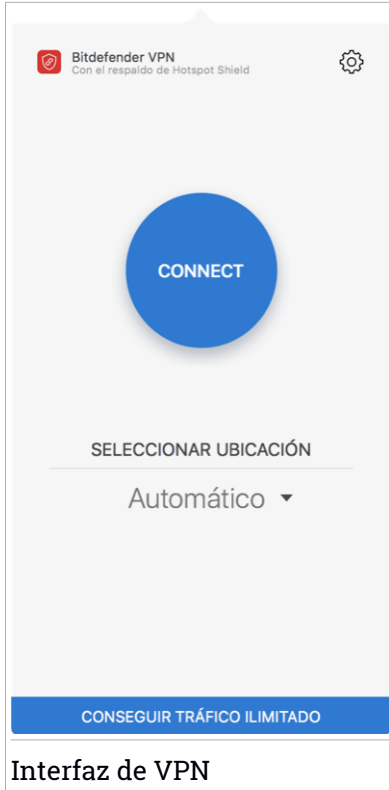 Bitdefender VPN
Con el respaldo de Hotspot Shield
CONNECT
SELECCIONAR UBICACIÓN
Automático
CONSEGUIR TRÁFICO ILIMITADO
Interfaz de VPN